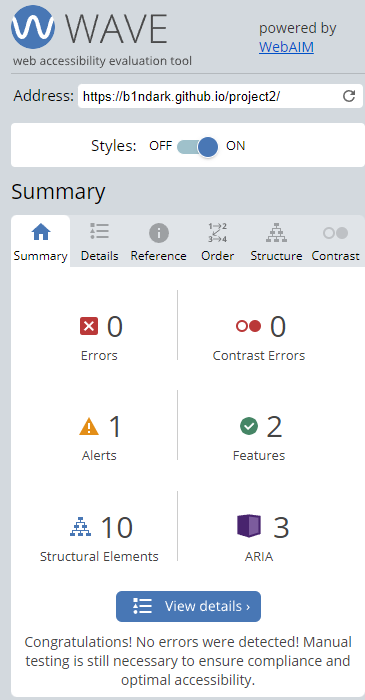 WAVE
powered by
WebAIM
web accessibility evaluation tool
Address: https://b1ndark.github.io/project2/
Styles: OFF ON
Summary
1 2
3 4
Summary Details Reference Order Structure Contrast
0 0
Errors Contrast Errors
1 2
Alerts Features
10 3
Structural Elements ARIA
View details ›
Congratulations! No errors were detected! Manual
testing is still necessary to ensure compliance and
optimal accessibility.